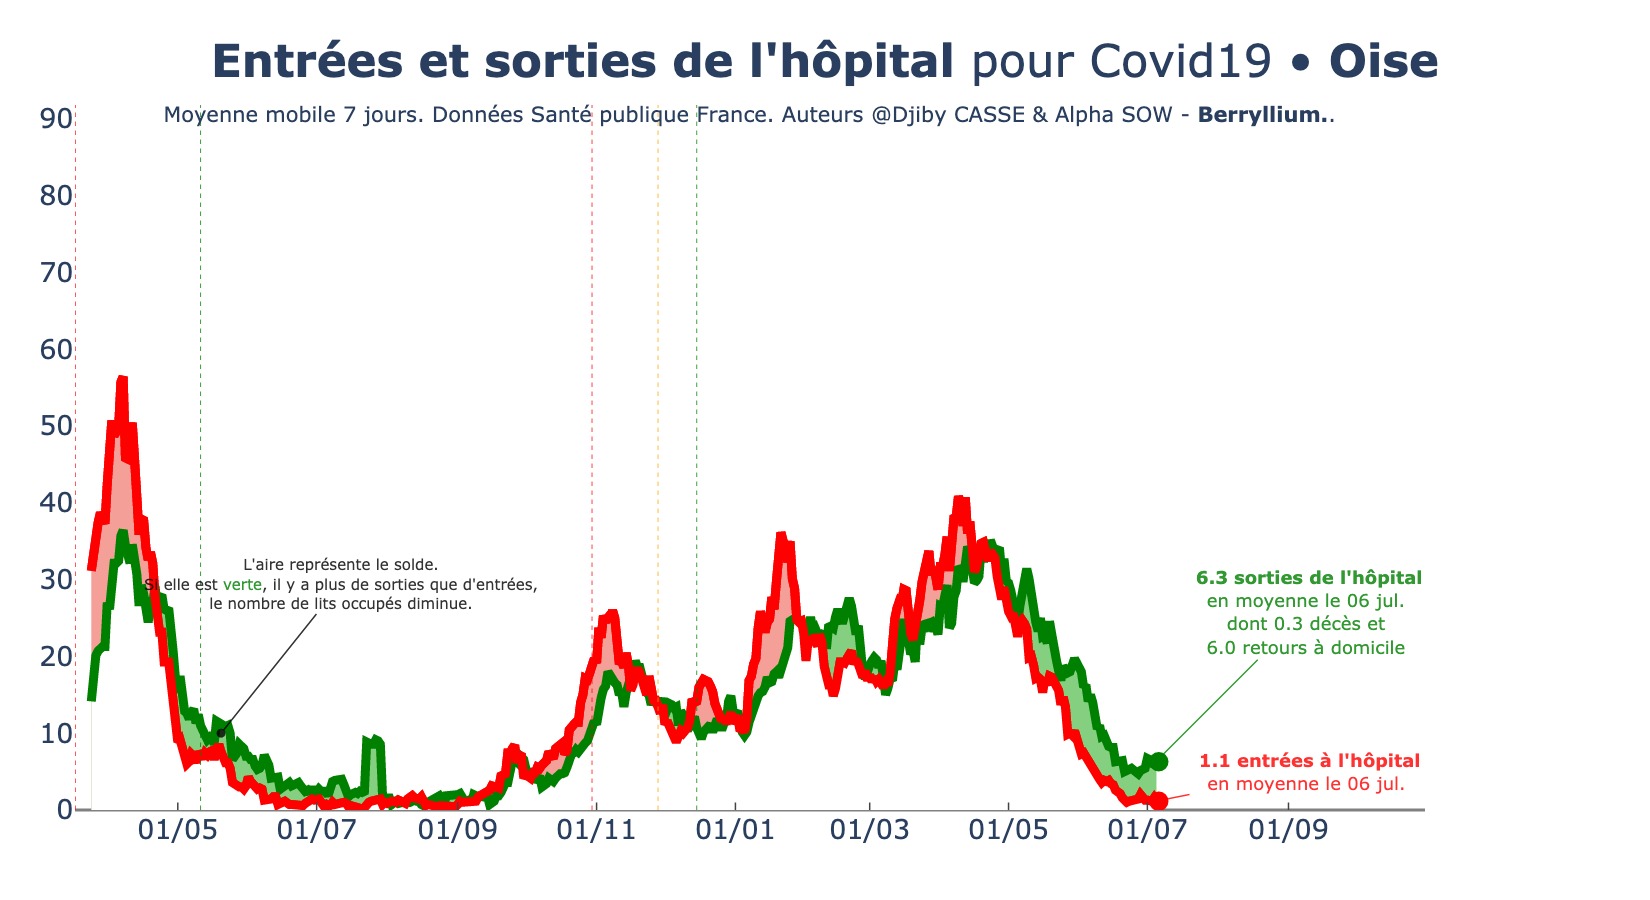 Entrées et sorties de l'hôpital pour Covid19 • Oise
Moyenne mobile 7 jours. Données Santé publique France. Auteurs @Djiby CASSE & Alpha SOW - Berryllium..
90
80
70
60
50
40
30
20
10
0
L'aire représente le solde.
Si elle est verte, il y a plus de sorties que d'entrées,
le nombre de lits occupés diminue.
6.3 sorties de l'hôpital
en moyenne le 06 jul.
dont 0.3 décès et
6.0 retours à domicile
1.1 entrées à l'hôpital
en moyenne le 06 jul.
01/05 01/07 01/09 01/11 01/01 01/03 01/05 01/07 01/09